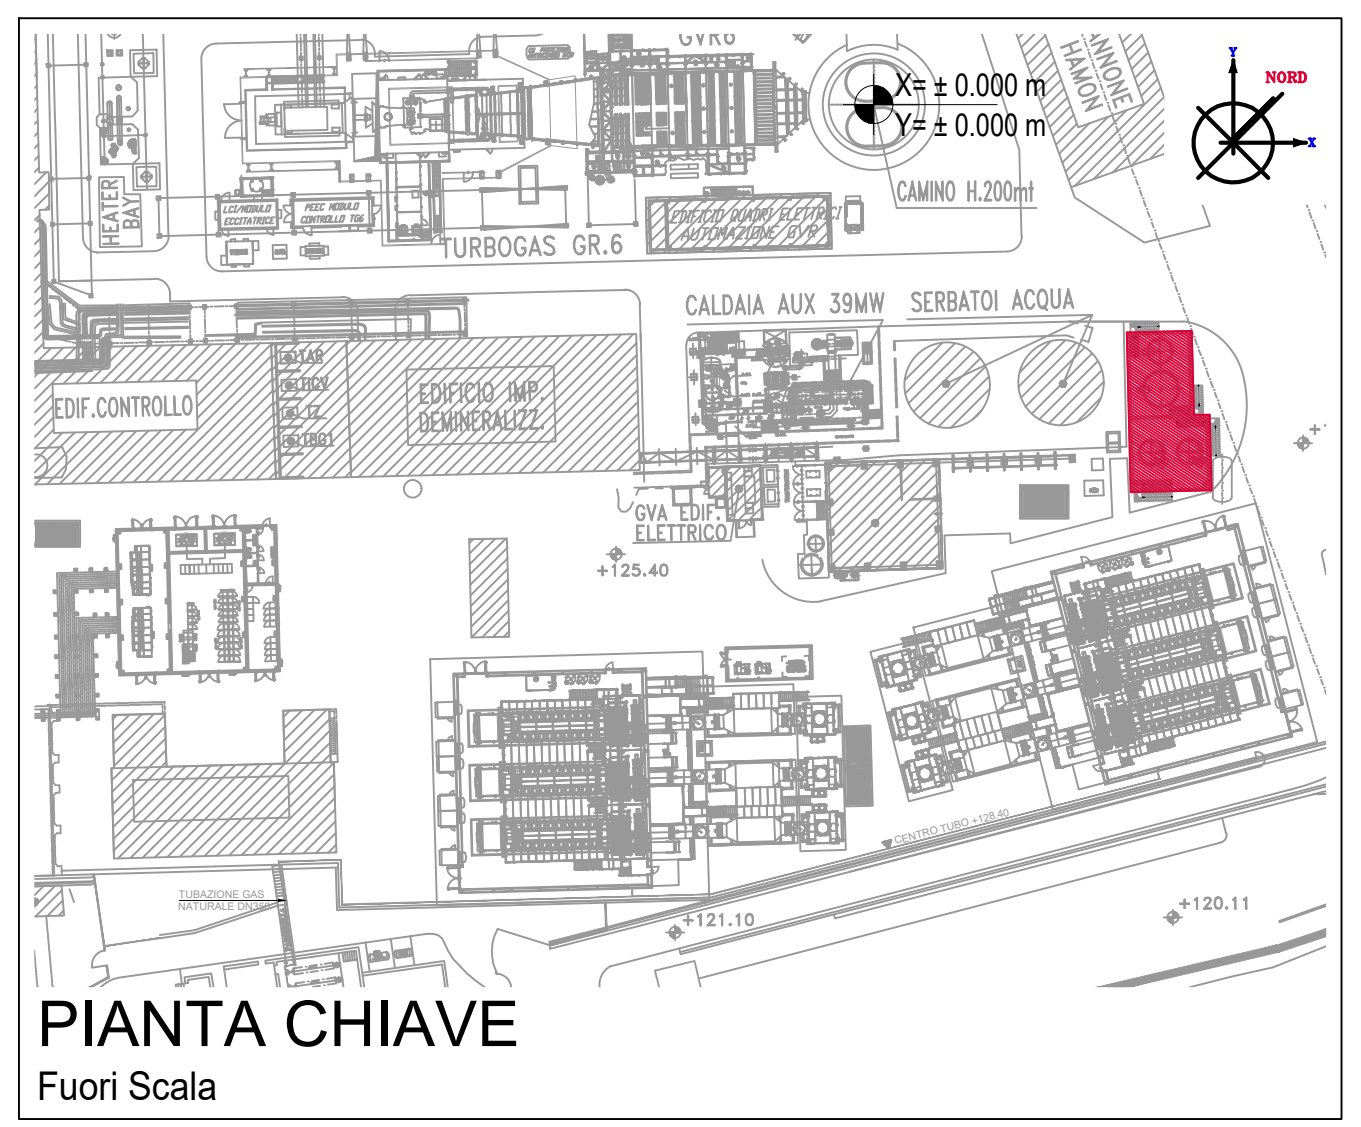 GVR6
CANNONE
HAMON
Y
NORD
X
X= ± 0.000 m
Y= ± 0.000 m
CAMINO H.200mt
HEATER
BAY
LCI/MODULO
ECCITATRICE
PEEC MODULO
CONTROLLO TG6
EDIFICIO QUADRI ELETTRICI
AUTOMAZIONE GVR
TURBOGAS GR.6
CALDAIA AUX 39MW
SERBATOI ACQUA
TAR
TICV
TZ
TBG1
EDIF.CONTROLLO
EDIFICIO IMP.
DEMINERALIZZ.
GVA EDIF.
ELETTRICO
+125.40
CENTRO TUBO +128.40
TUBAZIONE GAS
NATURALE DN350
+121.10
+120.11
PIANTA CHIAVE
Fuori Scala